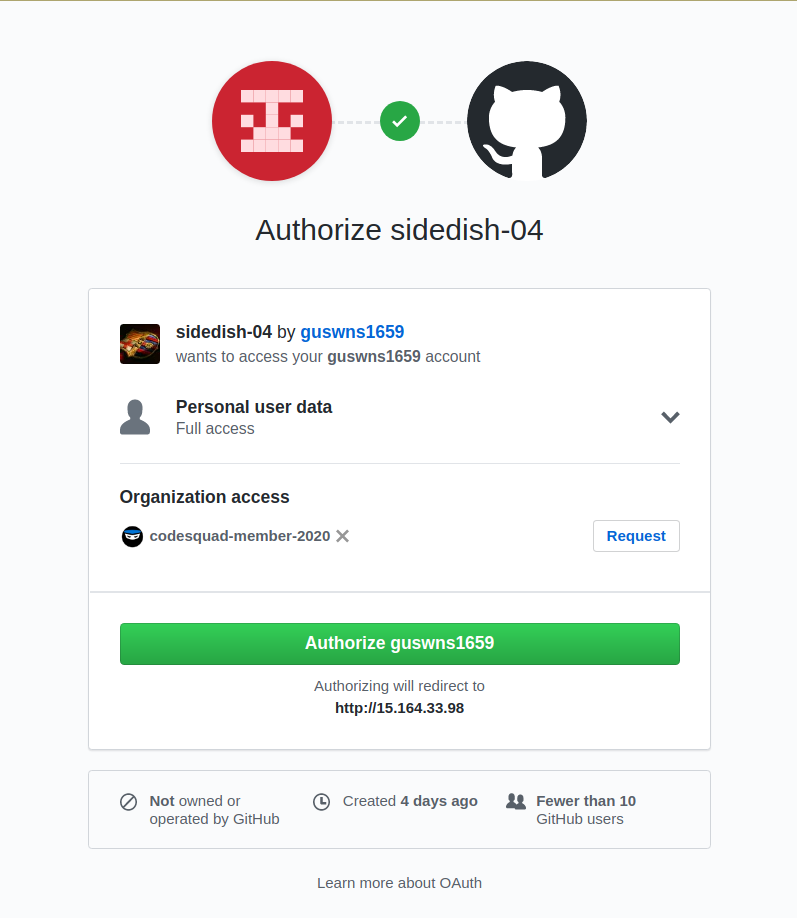 Authorize sidedish-04
sidedish-04 by guswns1659
wants to access your guswns1659 account
Personal user data
Full access
Organization access
codesquad-member-2020
Request
Authorize guswns1659
Authorizing will redirect to
http://15.164.33.98
Not owned or
operated by GitHub
Created 4 days ago
Fewer than 10
GitHub users
Learn more about OAuth